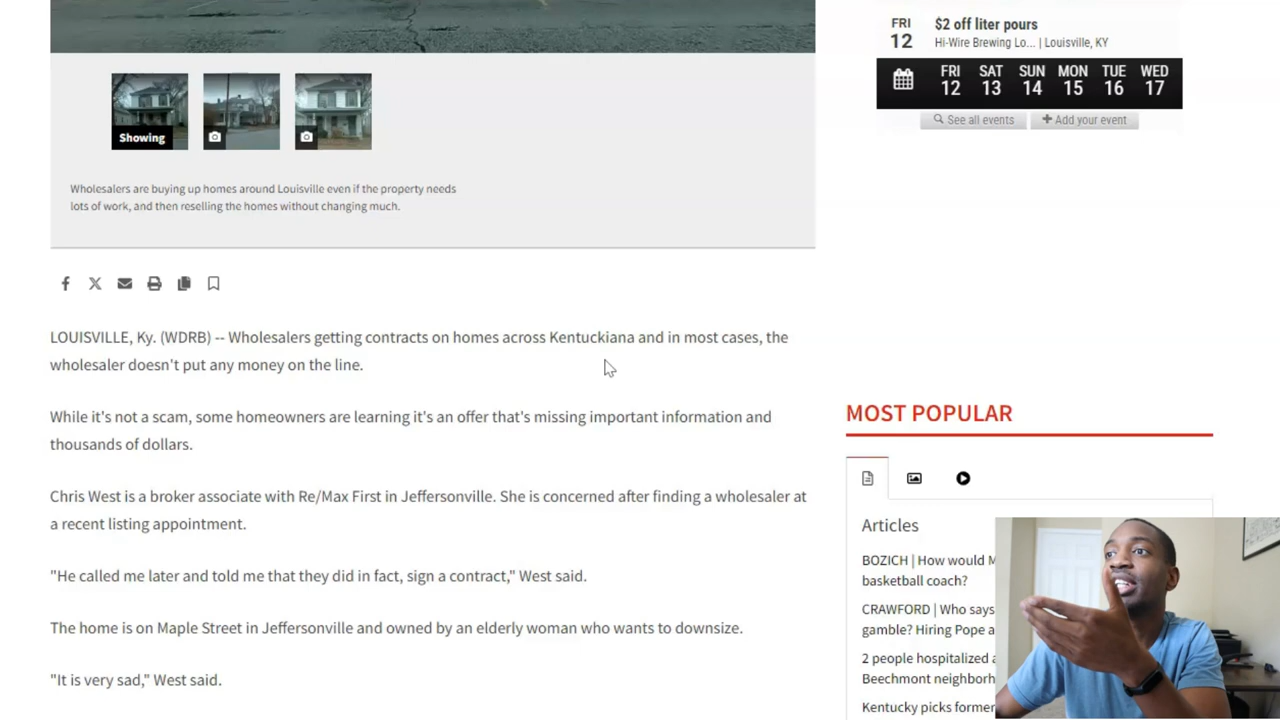 FRI
12
$2 off liter pours
Hi-Wire Brewing Lo... | Louisville, KY
FRI SAT SUN MON TUE WED
12 13 14 15 16 17
See all events
Add your event
Showing
Wholesalers are buying up homes around Louisville even if the property needs
lots of work, and then reselling the homes without changing much.
LOUISVILLE, Ky. (WDRB) -- Wholesalers getting contracts on homes across Kentuckiana and in most cases, the
wholesaler doesn't put any money on the line.
While it's not a scam, some homeowners are learning it's an offer that's missing important information and
thousands of dollars.
Chris West is a broker associate with Re/Max First in Jeffersonville. She is concerned after finding a wholesaler at
a recent listing appointment.
"He called me later and told me that they did in fact, sign a contract," West said.
The home is on Maple Street in Jeffersonville and owned by an elderly woman who wants to downsize.
"It is very sad," West said.
MOST POPULAR
Articles
BOZICH | How would
basketball coach?
CRAWFORD | Who says
gamble? Hiring Pope
2 people hospitalized
Beechmont
Kentucky picks